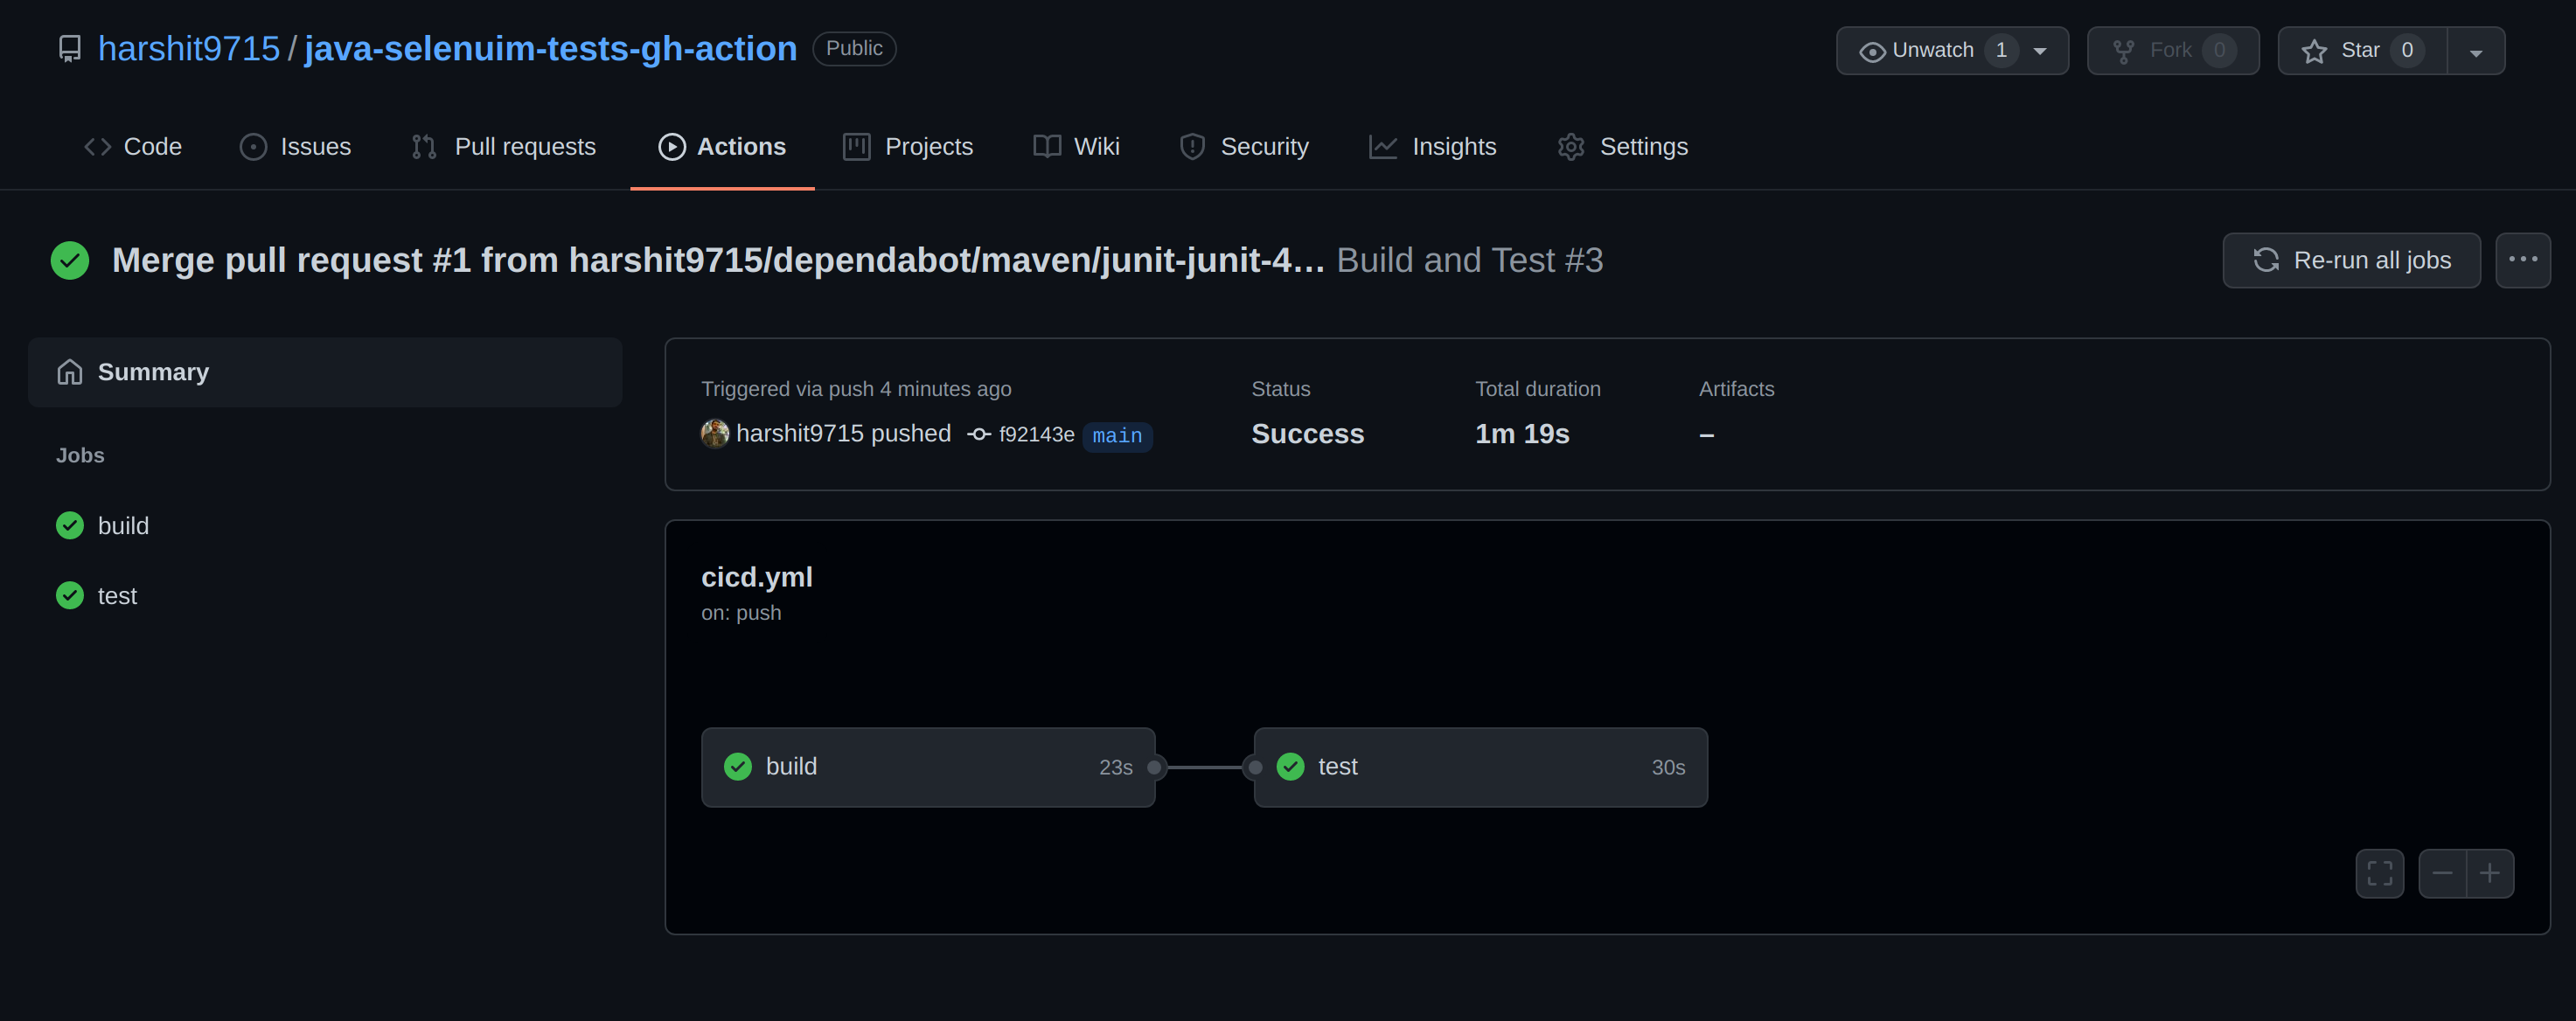 harshit9715 / java-selenuim-tests-gh-action Public Unwatch 1 Fork 0 Star 0
Code Issues Pull requests Actions Projects Wiki Security Insights Settings
Merge pull request #1 from harshit9715/dependabot/maven/junit-junit-4… Build and Test #3 Re-run all jobs
Summary
Jobs
build
test
Triggered via push 4 minutes ago Status Total duration Artifacts
harshit9715 pushed f92143e main Success 1m 19s –
cicd.yml
on: push
build 23s test 30s